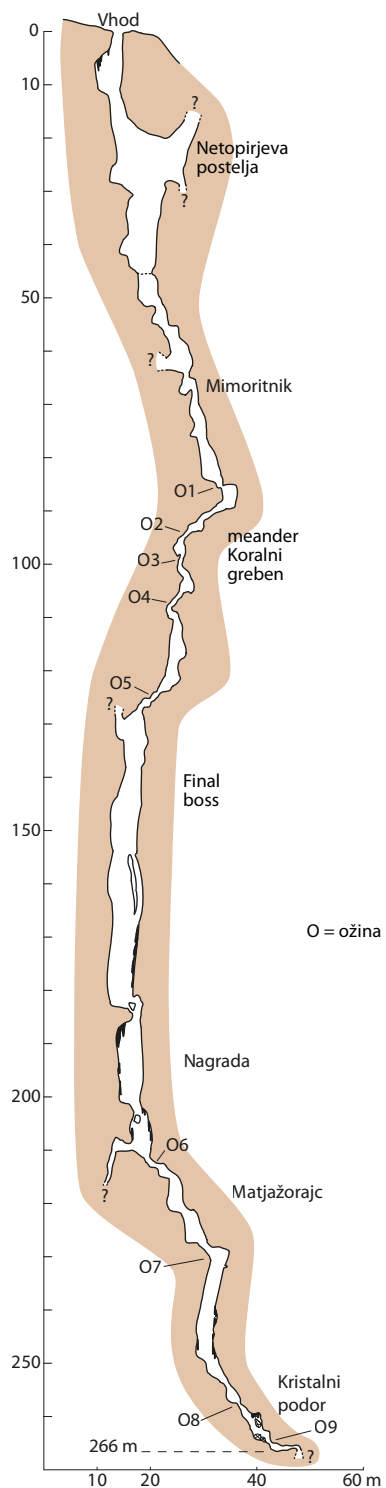 Vhod
0
10
?
Netopirjeva
postelja
?
50
?
Mimoritnik
O1
O2
meander
Koralni
greben
100
O3
O4
O5
?
Final
boss
150
O = ožina
Nagrada
200
O6
?
Matjažorajc
O7
250
Kristalni
podor
O8
O9
266 m
?
10
20
40
60 m